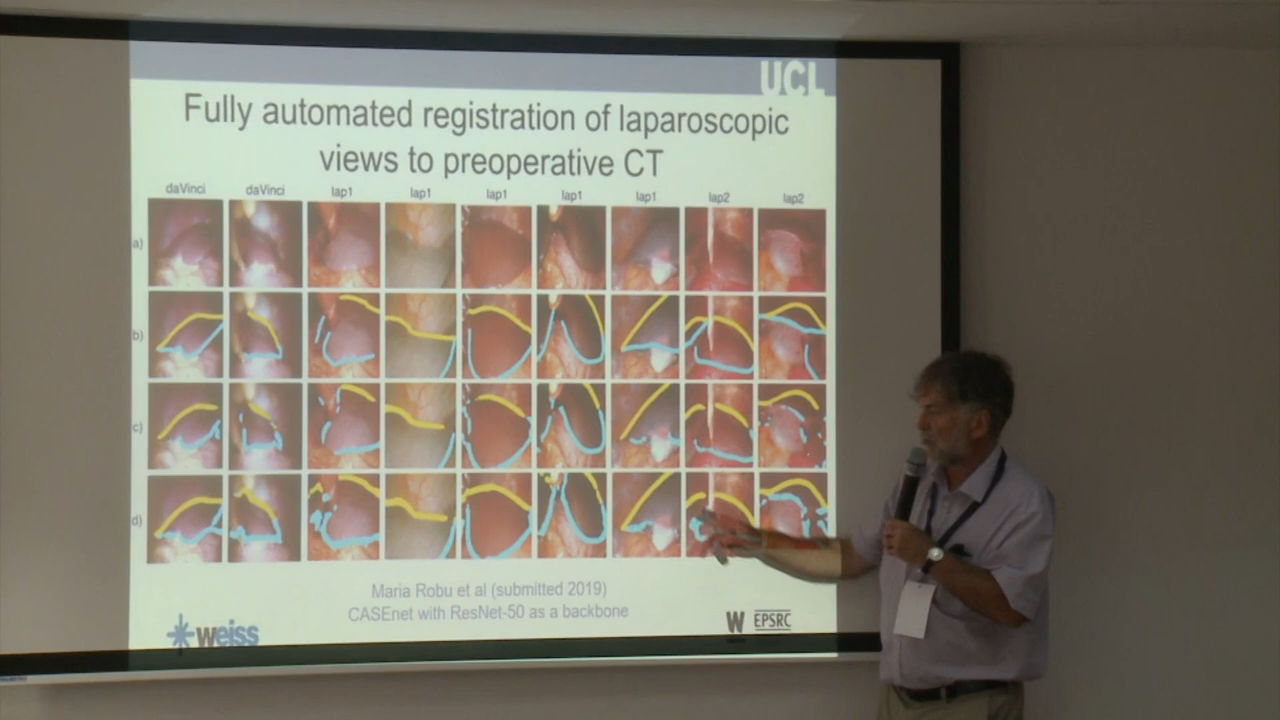 UCL
Fully automated registration of laparoscopic
views to preoperative CT
daVinci daVinci lap1 lap1 lap1 lap1 lap1 lap2 lap2
a)
b)
c)
d)
Maria Robu et al (submitted 2019)
CASEnet with ResNet-50 as a backbone
weiss W EPSRC